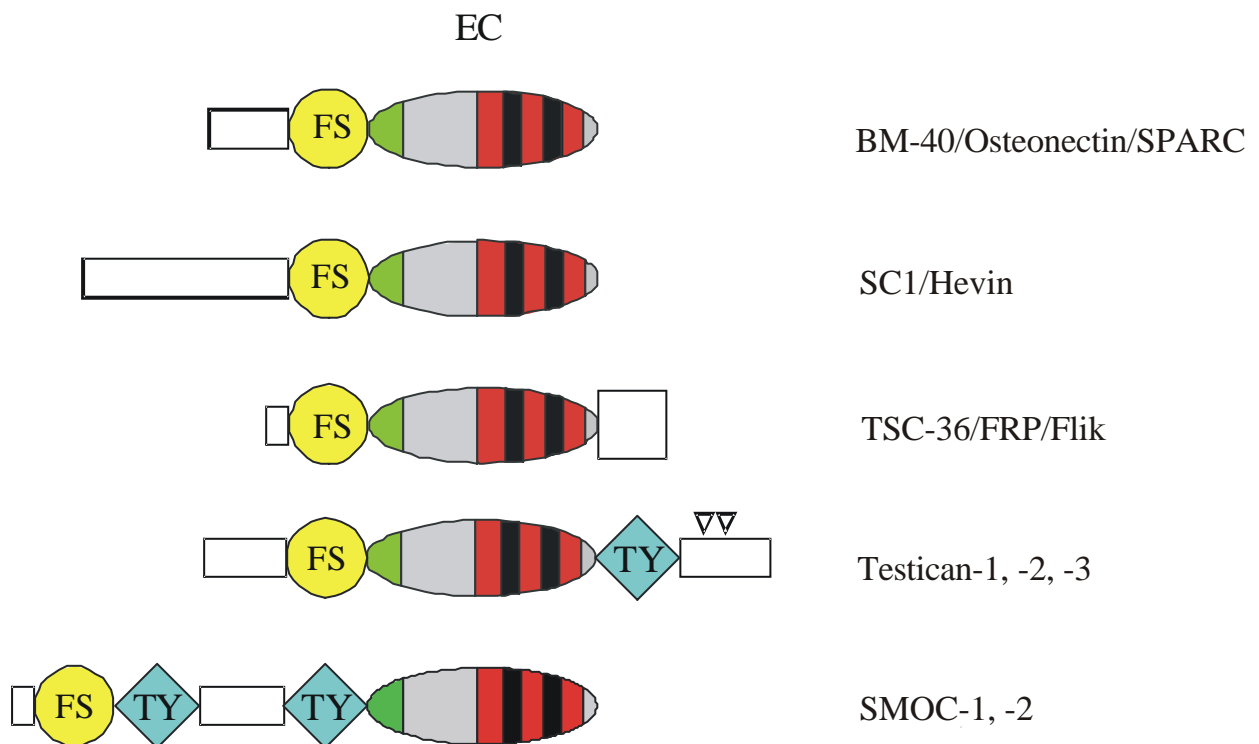 EC
FS BM-40/Osteonectin/SPARC
FS SC1/Hevin
FS TSC-36/FRP/Flik
FS TY Testican-1, -2, -3
FS TY TY SMOC-1, -2